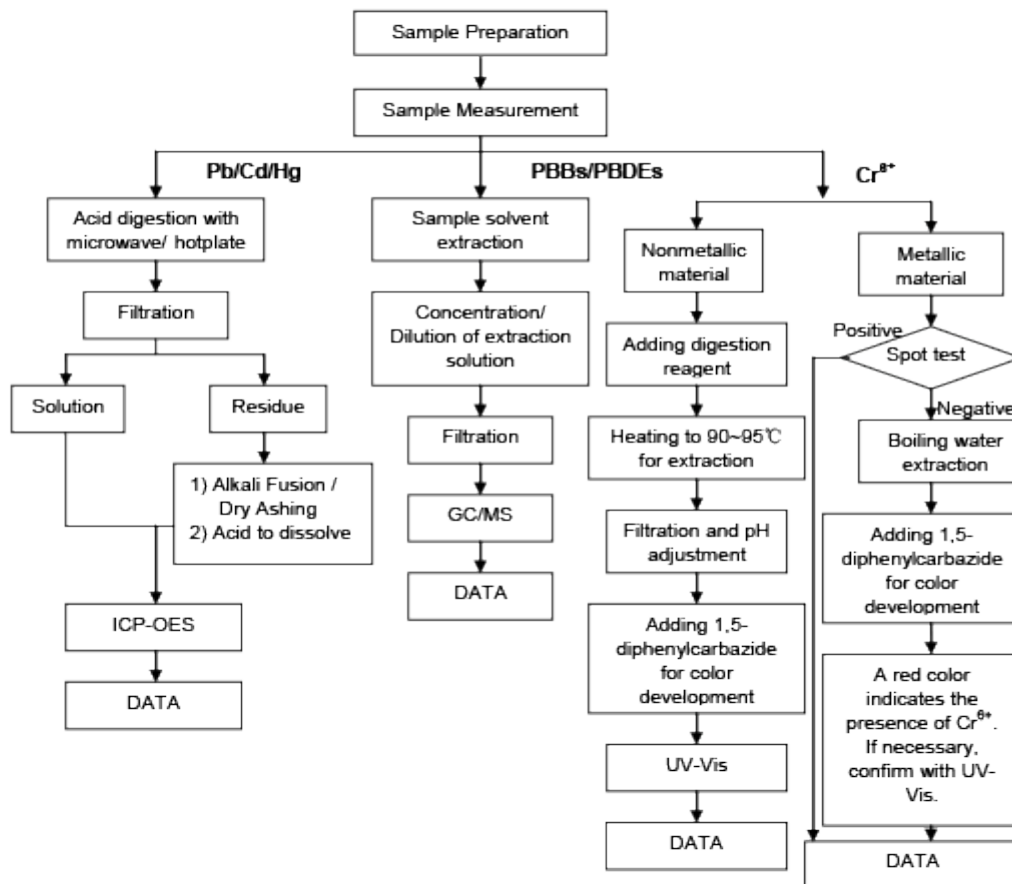 Sample Preparation
Sample Measurement
Pb/Cd/Hg
PBBs/PBDEs
Cr⁶⁺
Acid digestion with
microwave/ hotplate
Filtration
Solution
Residue
1) Alkali Fusion /
Dry Ashing
2) Acid to dissolve
ICP-OES
DATA
Sample solvent
extraction
Concentration/
Dilution of extraction
solution
Filtration
GC/MS
DATA
Nonmetallic
material
Adding digestion
reagent
Heating to 90~95℃
for extraction
Filtration and pH
adjustment
Adding 1,5-
diphenylcarbazide
for color
development
UV-Vis
DATA
Metallic
material
Positive
Spot test
Negative
Boiling water
extraction
Adding 1,5-
diphenylcarbazide
for color
development
A red color
indicates the
presence of Cr⁶⁺.
If necessary,
confirm with UV-
Vis.
DATA